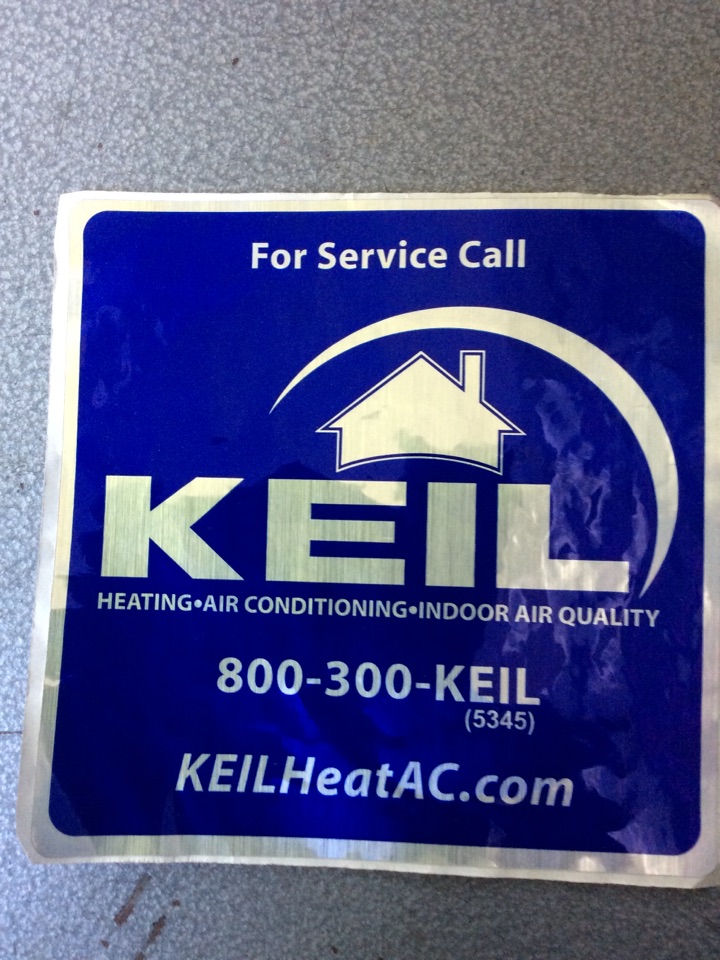 For Service Call
KEIL
HEATING•AIR CONDITIONING•INDOOR AIR QUALITY
800-300-KEIL
(5345)
KEILHeatAC.com